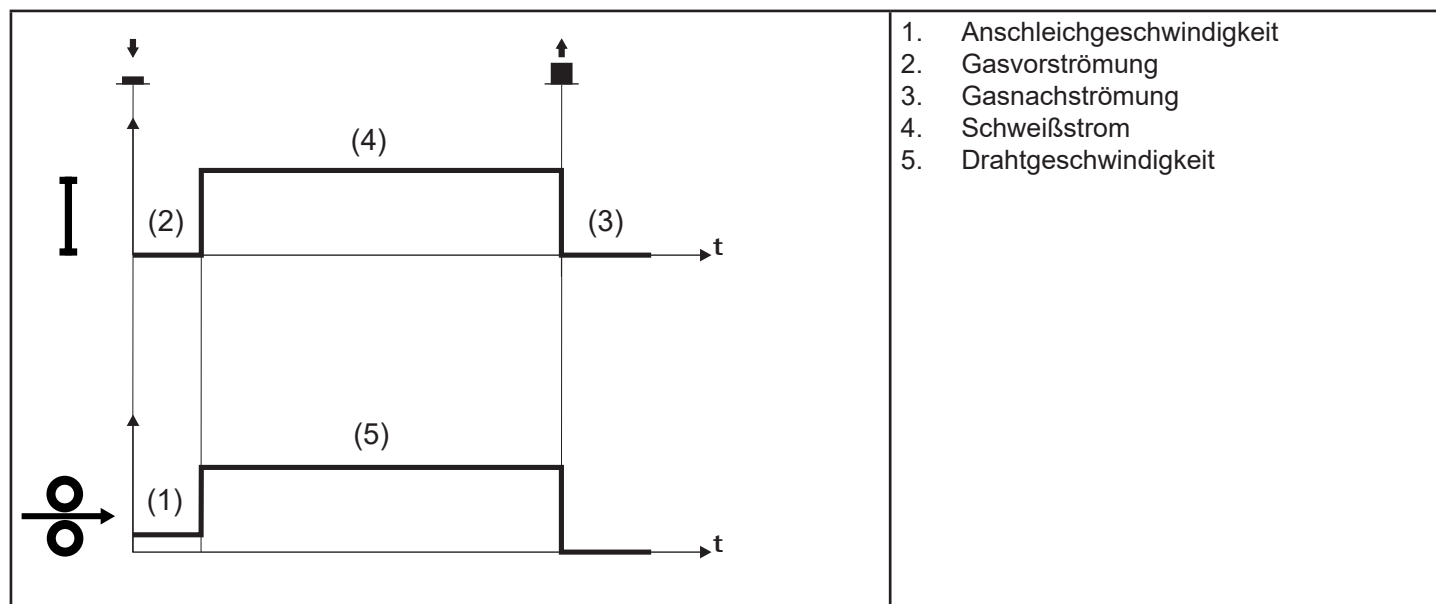 (4)
(2)
(3)
t
(5)
(1)
t
1. Anschleichgeschwindigkeit
2. Gasvorströmung
3. Gasnachströmung
4. Schweißstrom
5. Drahtgeschwindigkeit